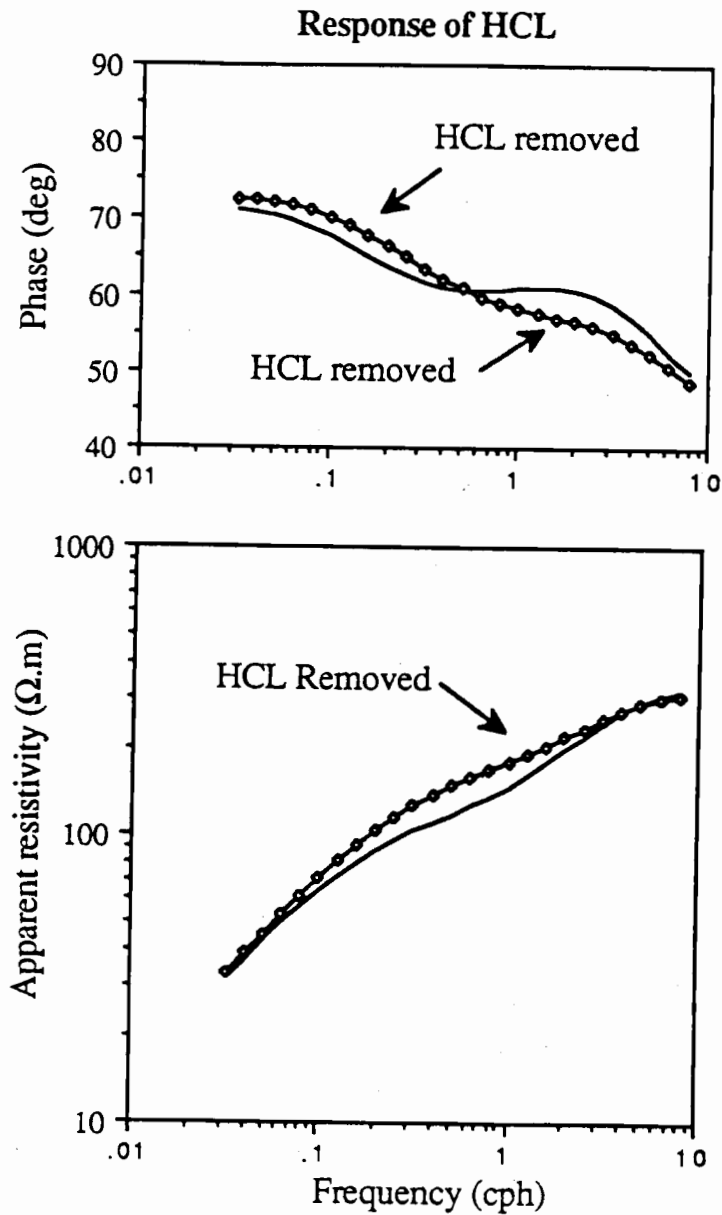 Response of HCL
90
80
70
60
50
40
Phase (deg)
HCL removed
HCL removed
.01
.1
1
10
1000
100
10
Apparent resistivity (Ω.m)
HCL Removed
.01
.1
1
10
Frequency (cph)